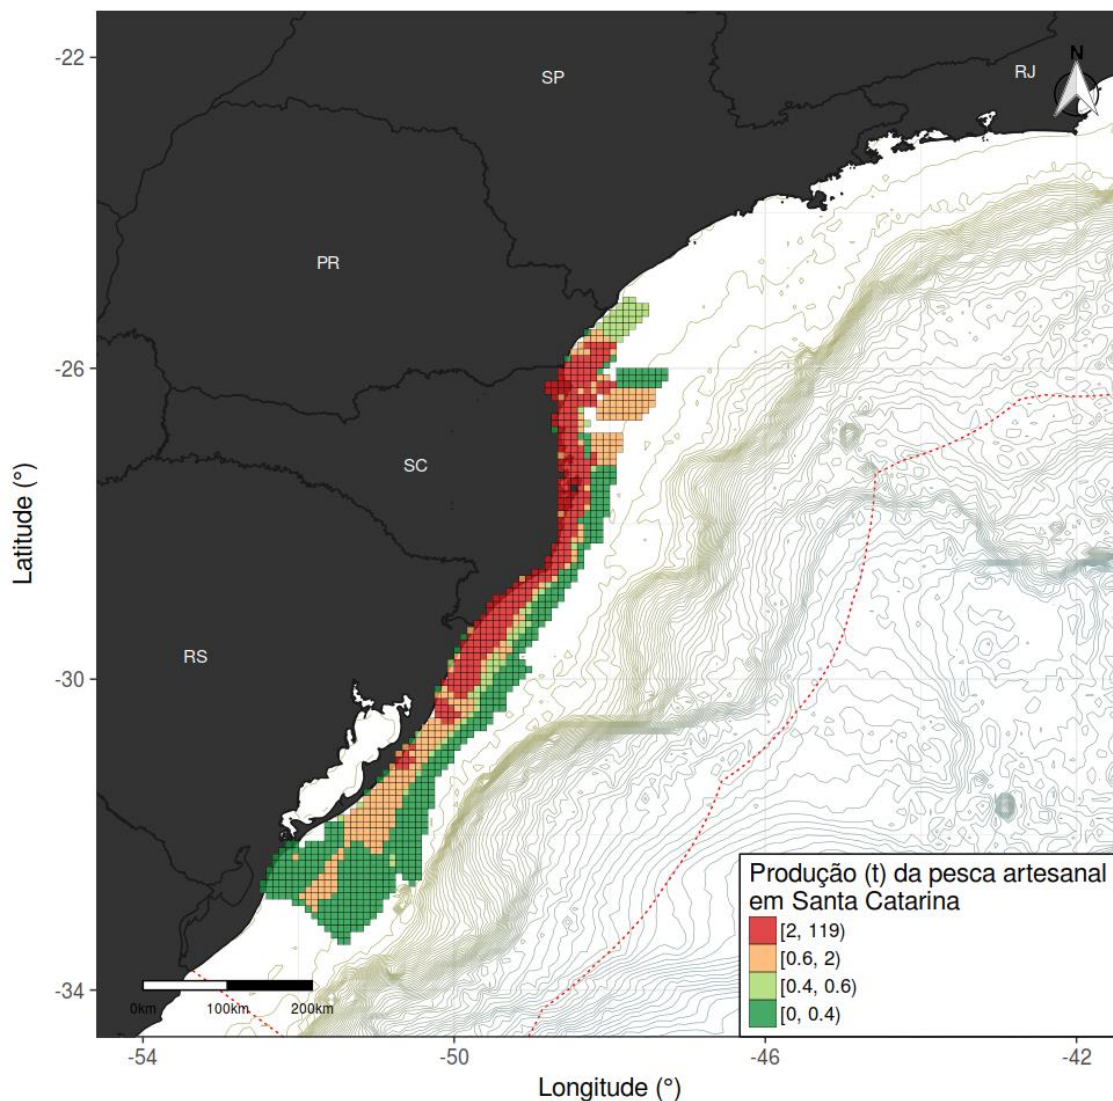 N
SP
RJ
-22
PR
-26
SC
Latitude (°)
RS
-30
Produção (t) da pesca artesanal
em Santa Catarina
[2, 119)
[0.6, 2)
[0.4, 0.6)
[0, 0.4)
-34
0km 100km 200km
-54 -50 -46 -42
Longitude (°)